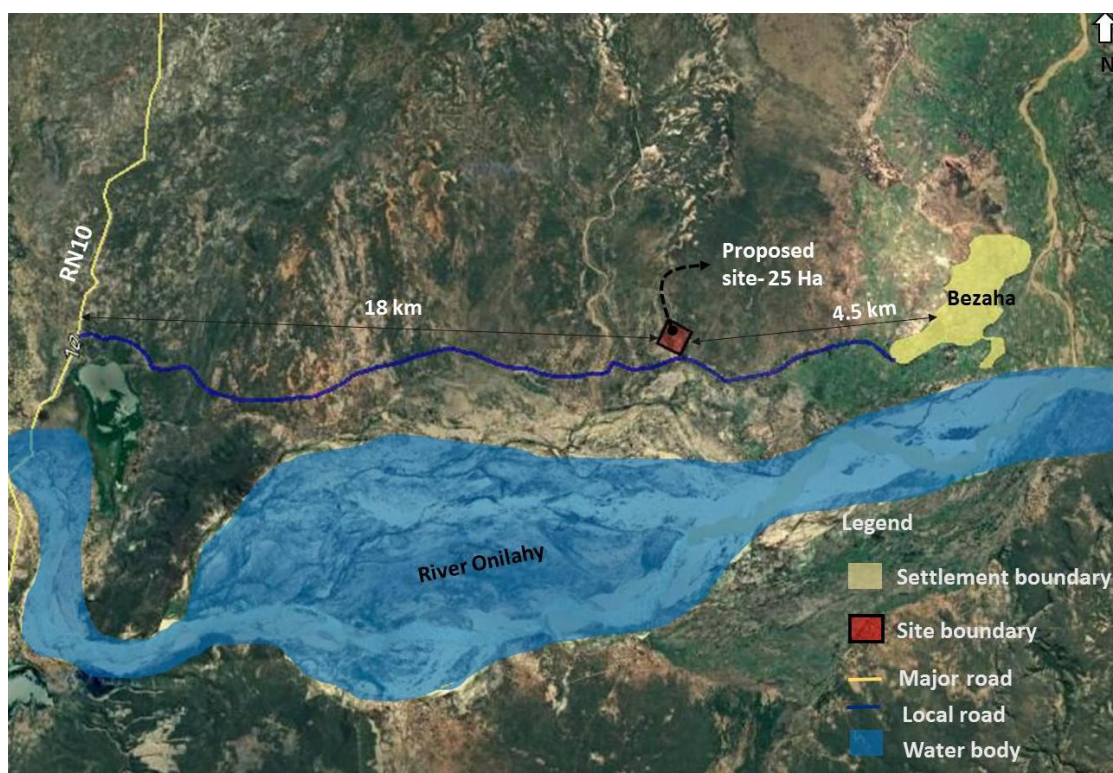 N
RN10
10
Proposed
site- 25 Ha
18 km
4.5 km
Bezaha
River Onilahy
Legend
Settlement boundary
Site boundary
Major road
Local road
Water body